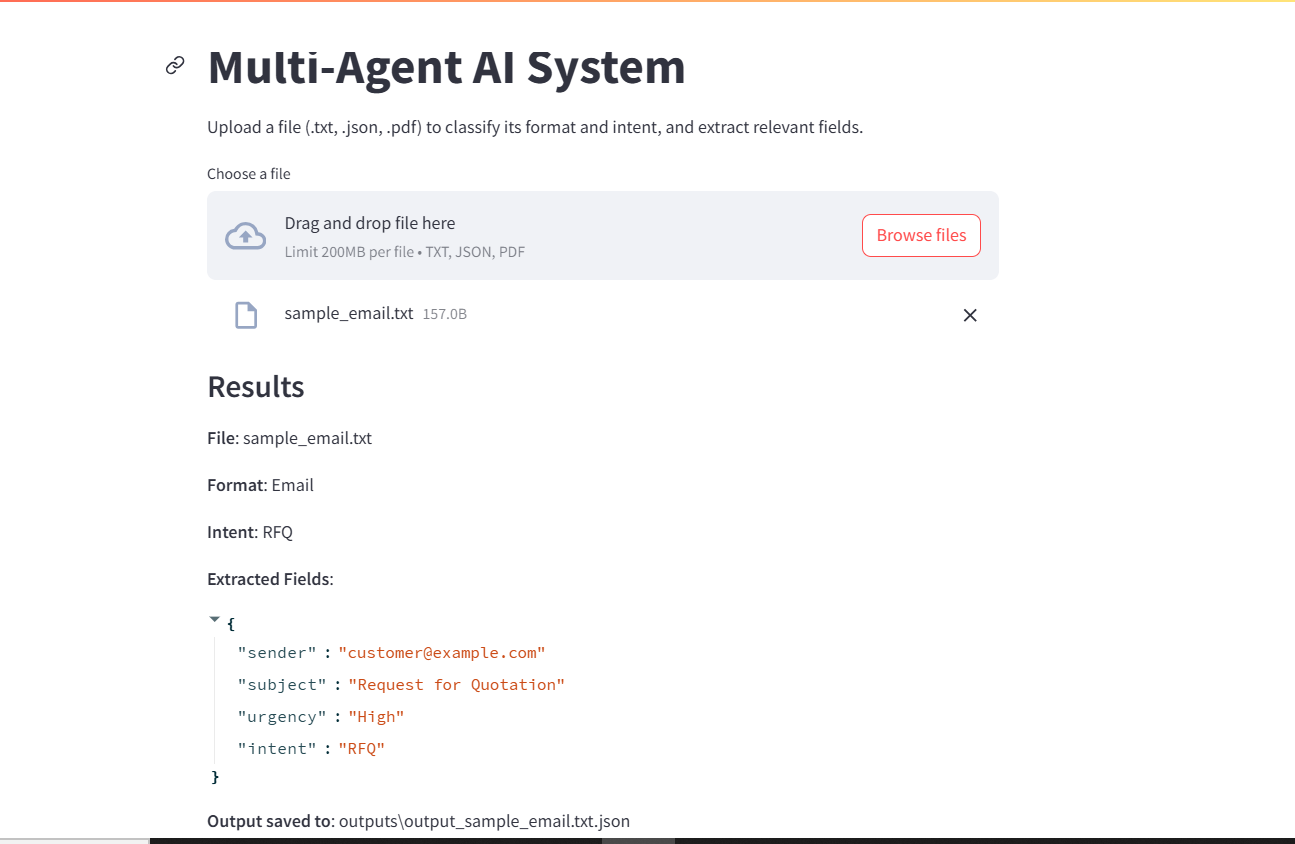 Multi-Agent AI System
Upload a file (.txt, .json, .pdf) to classify its format and intent, and extract relevant fields.
Choose a file
Drag and drop file here
Limit 200MB per file • TXT, JSON, PDF
Browse files
sample_email.txt 157.0B
Results
File: sample_email.txt
Format: Email
Intent: RFQ
Extracted Fields:
{
"sender" : "customer@example.com"
"subject" : "Request for Quotation"
"urgency" : "High"
"intent" : "RFQ"
}
Output saved to: outputs\output_sample_email.txt.json